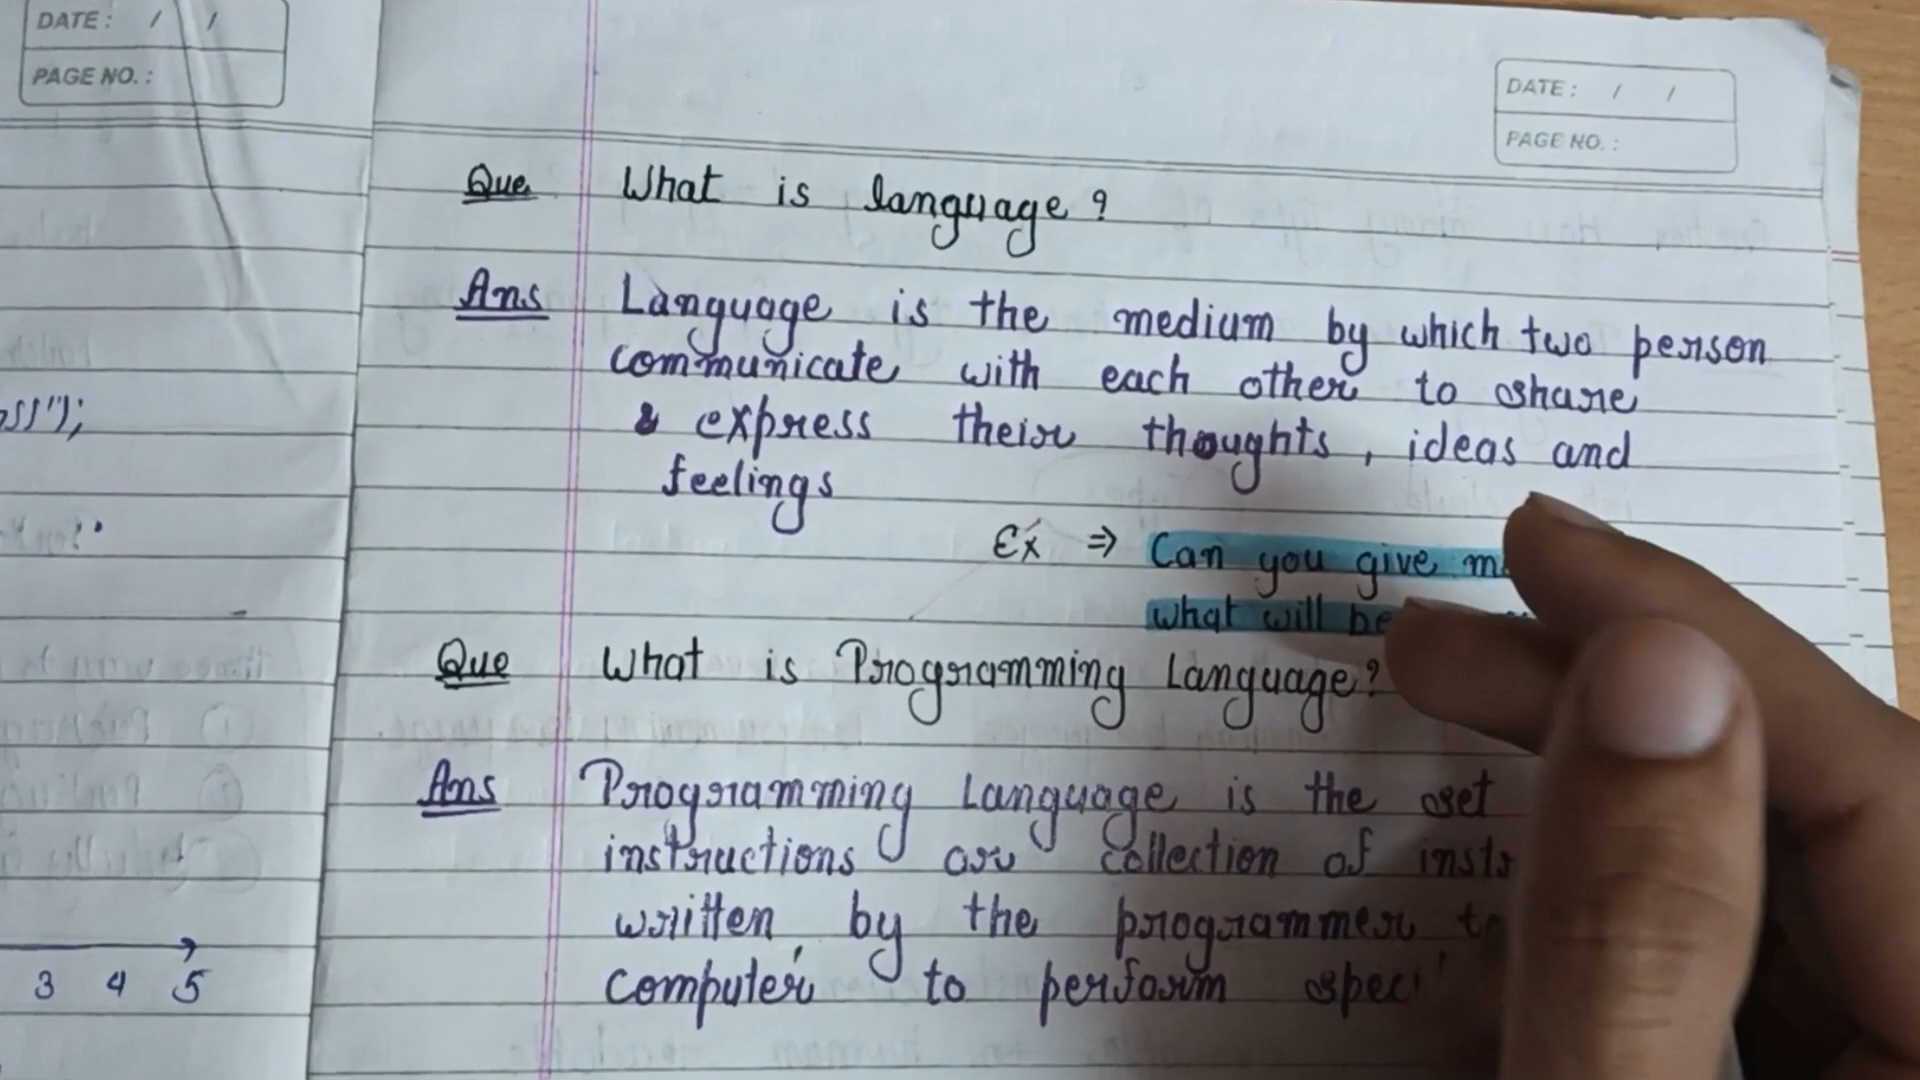 DATE: / /
PAGE NO.:
DATE: / /
PAGE NO.:
Que What is language?
Ans Language is the medium by which two person
communicate with each other to share
& express their thoughts, ideas and
feelings
Ex ⇒ Can you give
what will be
Que What is Programming Language?
Ans Programming Language is the set
instructions or collection of
written by the programmer
computer to perform
3 4 5